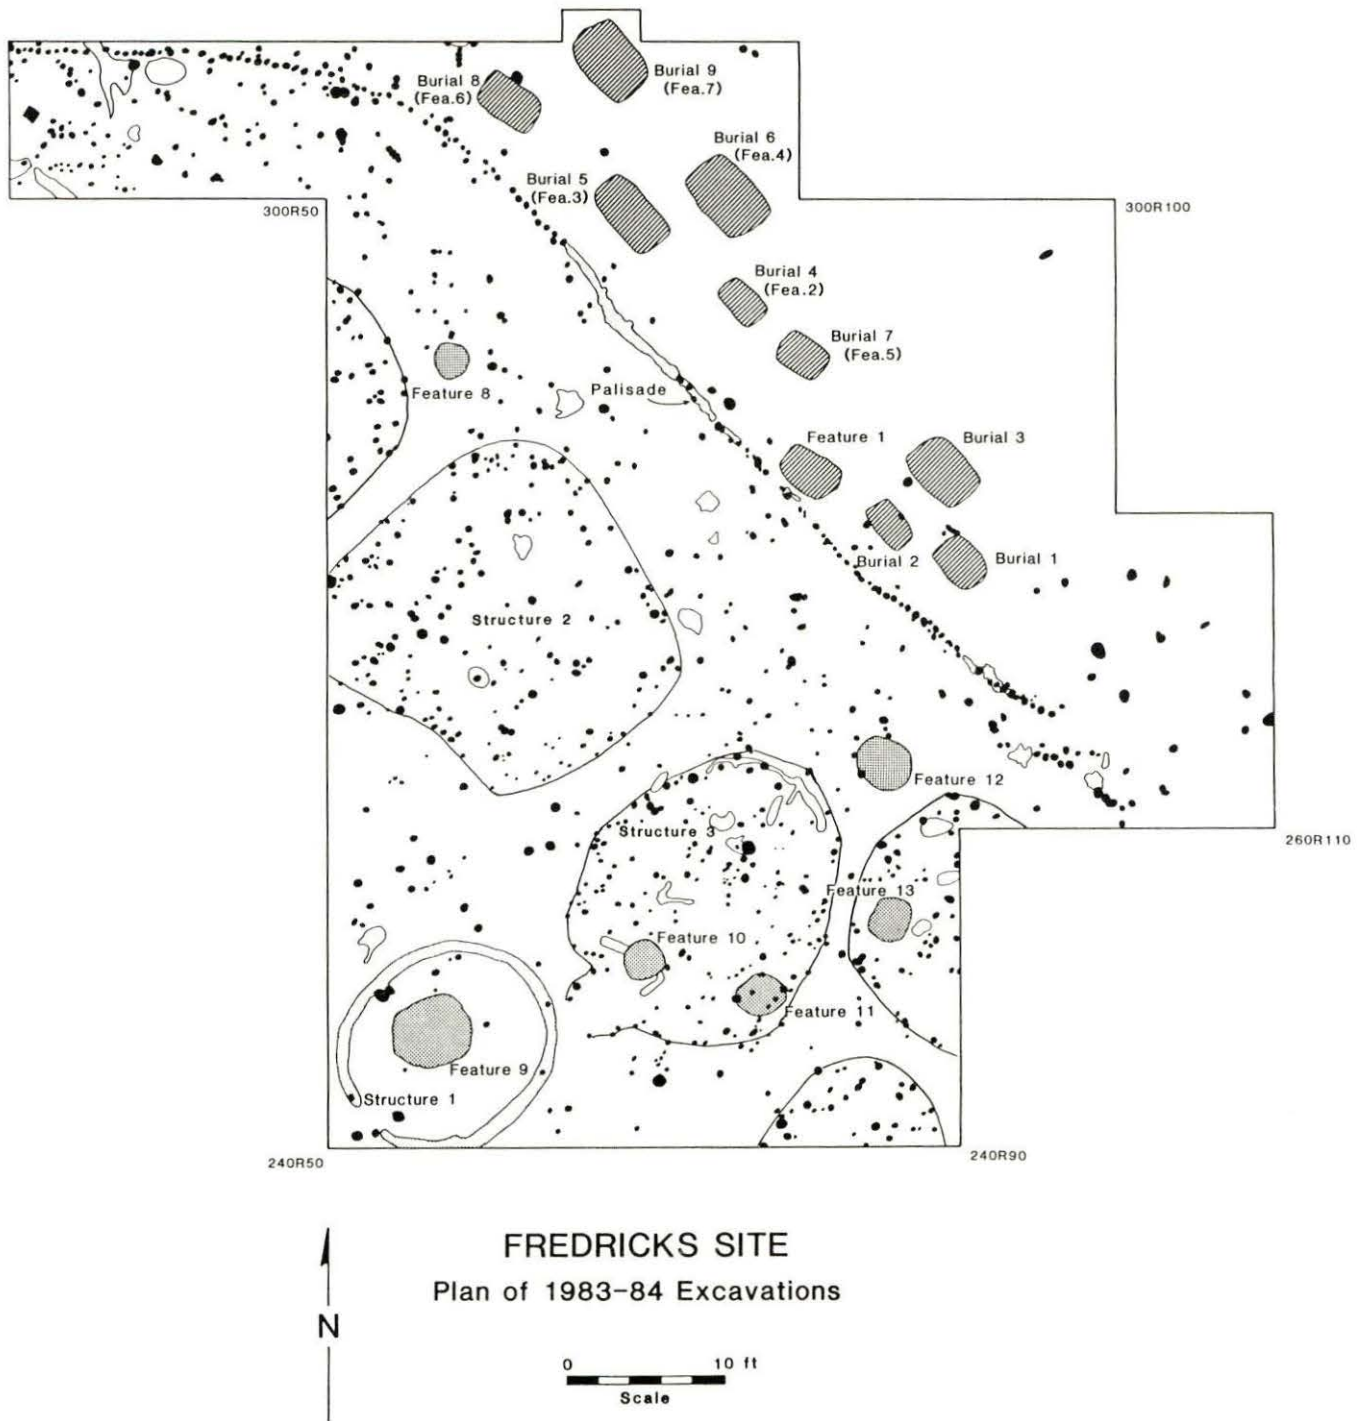 Burial 9
(Fea.7)
Burial 8
(Fea.6)
Burial 6
(Fea.4)
Burial 5
(Fea.3)
300R50
300R100
Burial 4
(Fea.2)
Burial 7
(Fea.5)
Feature 8
Palisade
Feature 1
Burial 3
Burial 2
Burial 1
Structure 2
Feature 12
Structure 3
260R110
Feature 13
Feature 10
Feature 11
Feature 9
Structure 1
240R50
240R90
FREDRICKS SITE
Plan of 1983-84 Excavations
N
0 10 ft
Scale